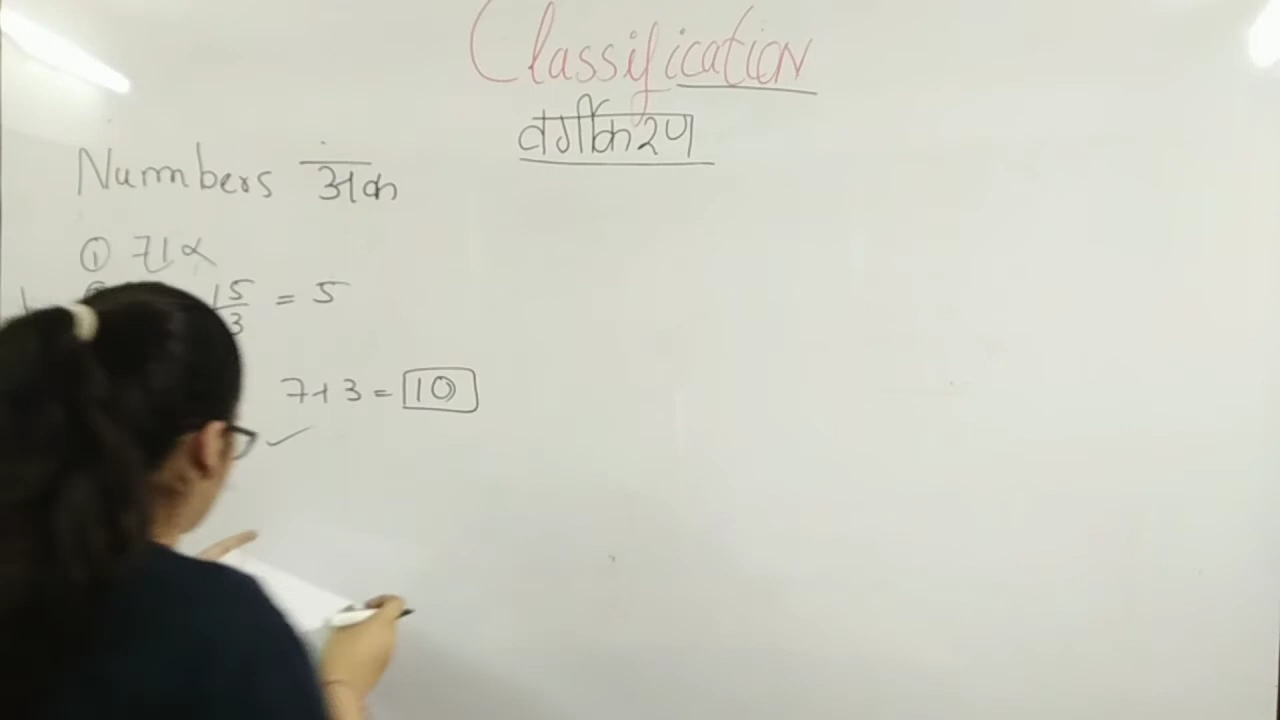 Classification
वर्गीकरण
Numbers अंक
① 71
15/3 = 5
7+3 = 10